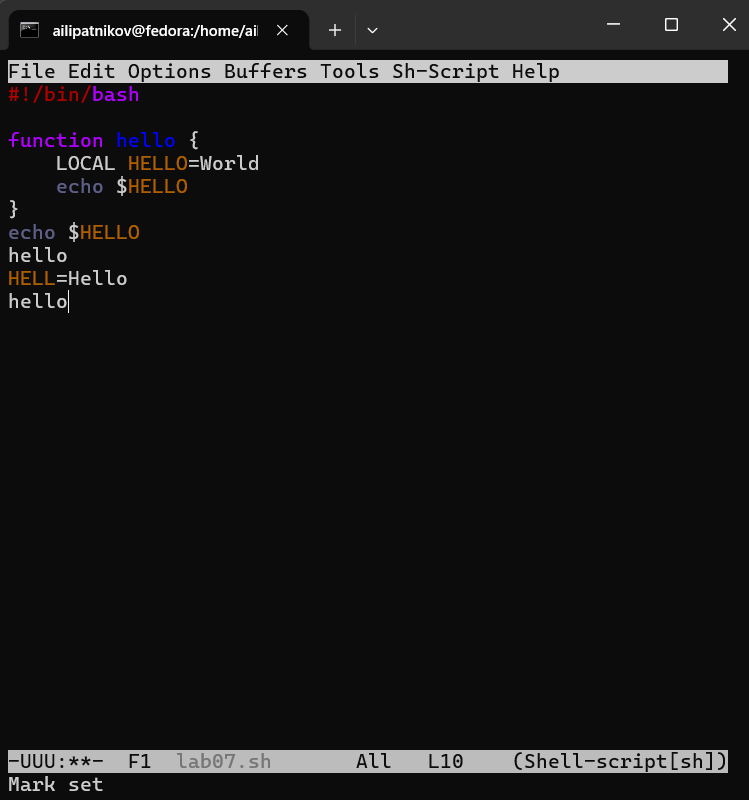 ailipatnikov@fedora:/home/ai
File Edit Options Buffers Tools Sh-Script Help
#!/bin/bash
function hello {
    LOCAL HELLO=World
    echo $HELLO
}
echo $HELLO
hello
HELL=Hello
hello
-UUU:**-  F1  lab07.sh       All   L10    (Shell-script[sh])
Mark set